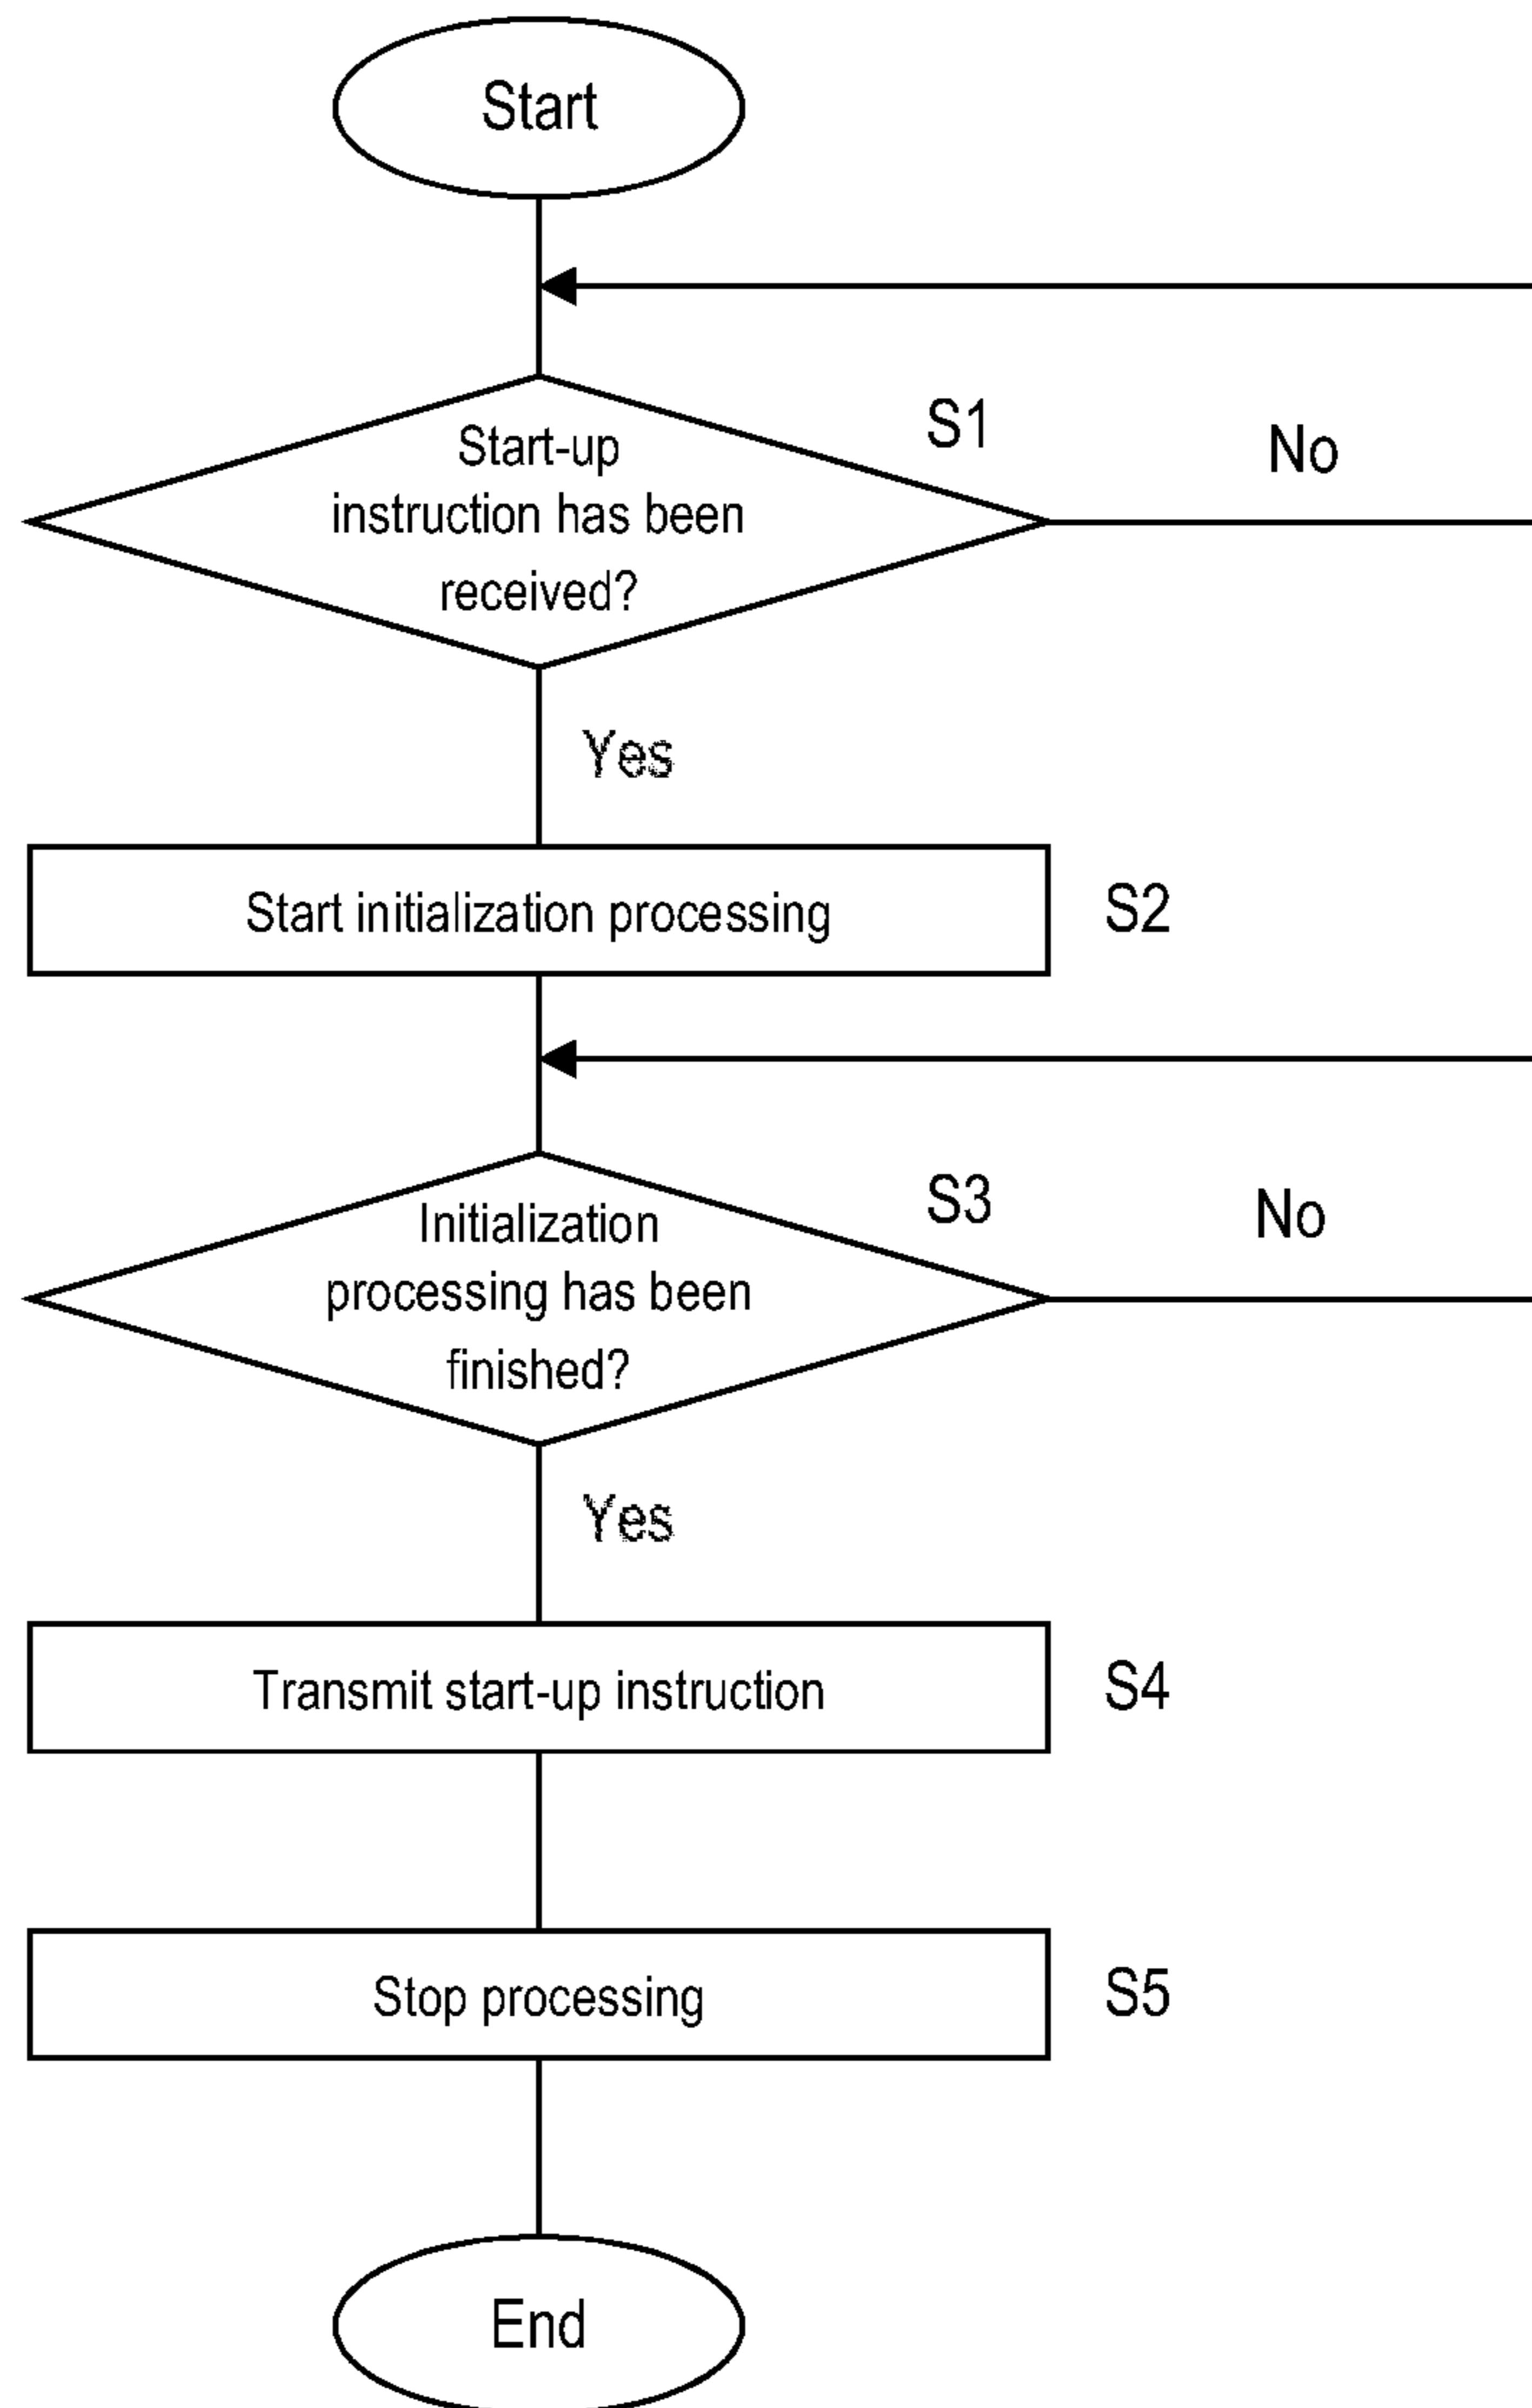 Start
S1
No
Start-up
instruction has been
received?
Yes
Start initialization processing
S2
S3
No
Initialization
processing has been
finished?
Yes
Transmit start-up instruction
S4
Stop processing
S5
End